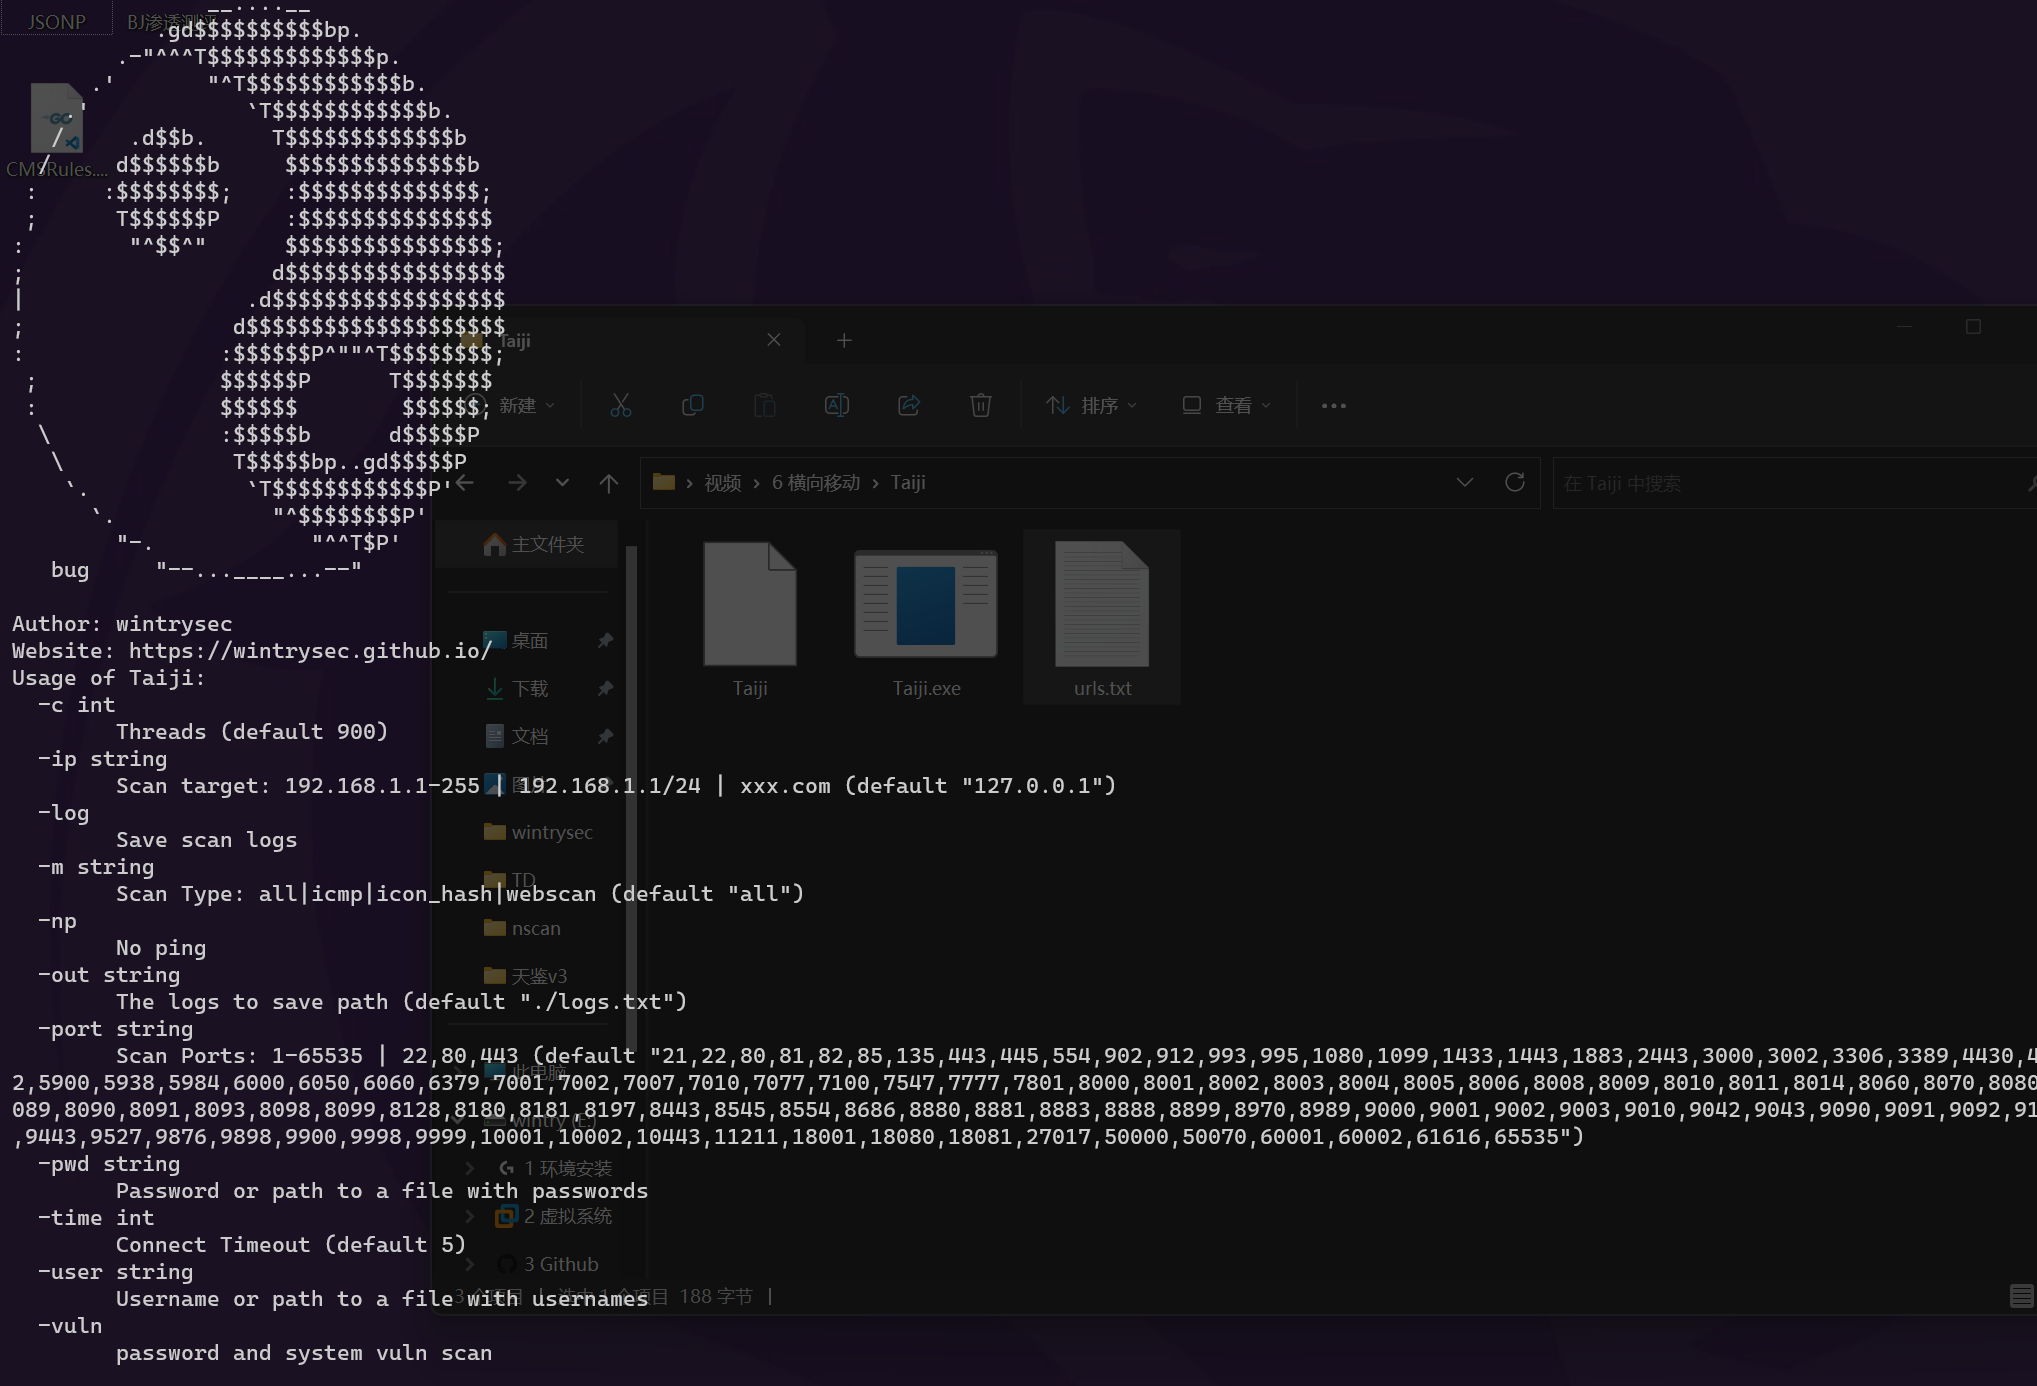 JSONP
BJ渗透测评
CMSRules....
bug
Author: wintrysec
Website: https://wintrysec.github.io/
Usage of Taiji:
-c int
Threads (default 900)
-ip string
Scan target: 192.168.1.1-255 | 192.168.1.1/24 | xxx.com (default "127.0.0.1")
-log
Save scan logs
-m string
Scan Type: all|icmp|icon_hash|webscan (default "all")
-np
No ping
-out string
The logs to save path (default "./logs.txt")
-port string
Scan Ports: 1-65535 | 22,80,443 (default "21,22,80,81,82,85,135,443,445,554,902,912,993,995,1080,1099,1433,1443,1883,2443,3000,3002,3306,3389,4430,4
2,5900,5938,5984,6000,6050,6060,6379,7001,7002,7007,7010,7077,7100,7547,7777,7801,8000,8001,8002,8003,8004,8005,8006,8008,8009,8010,8011,8014,8060,8070,8080
089,8090,8091,8093,8098,8099,8128,8180,8181,8197,8443,8545,8554,8686,8880,8881,8883,8888,8899,8970,8989,9000,9001,9002,9003,9010,9042,9043,9090,9091,9092,91
,9443,9527,9876,9898,9900,9998,9999,10001,10002,10443,11211,18001,18080,18081,27017,50000,50070,60001,60002,61616,65535")
-pwd string
Password or path to a file with passwords
-time int
Connect Timeout (default 5)
-user string
Username or path to a file with usernames
-vuln
password and system vuln scan
Taiji
新建
排序
查看
视频 › 6 横向移动 › Taiji
在 Taiji 中搜索
主文件夹
桌面
下载
文档
图片
wintrysec
TD
nscan
天鉴v3
此电脑
wintry (E:)
1 环境安装
2 虚拟系统
3 Github
Taiji
Taiji.exe
urls.txt
3 个项目
选中 1 个项目 188 字节